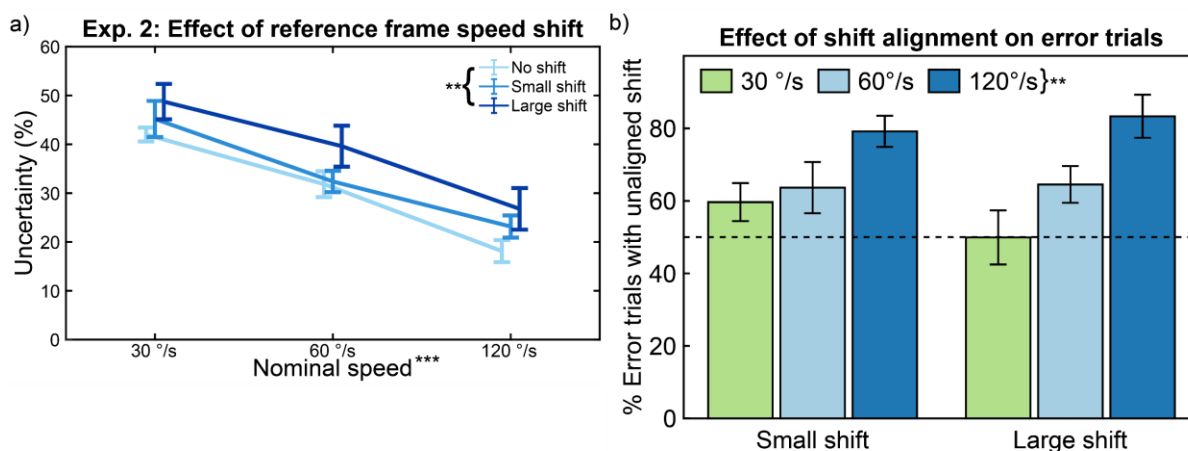 a)
Exp. 2: Effect of reference frame speed shift
60
50
40
30
20
10
0
Uncertainty (%)
** {
No shift
Small shift
Large shift
30 °/s
60 °/s
120 °/s
Nominal speed***
b)
Effect of shift alignment on error trials
30 °/s
60°/s
120°/s}**
% Error trials with unaligned shift
80
60
40
20
0
Small shift
Large shift